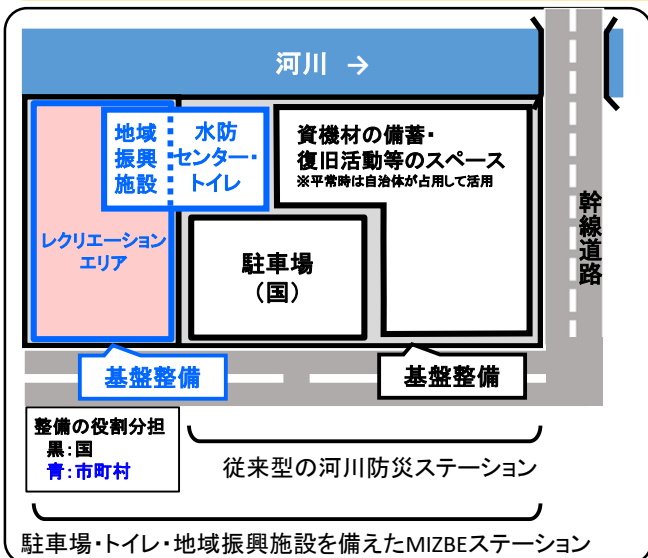 河川 →
地域
振興
施設
水防
センター・
トイレ
資機材の備蓄・
復旧活動等のスペース
※平常時は自治体が占用して活用
幹線道路
レクリエーション
エリア
駐車場
(国)
基盤整備
基盤整備
整備の役割分担
黒:国
青:市町村
従来型の河川防災ステーション
駐車場・トイレ・地域振興施設を備えたMIZBEステーション